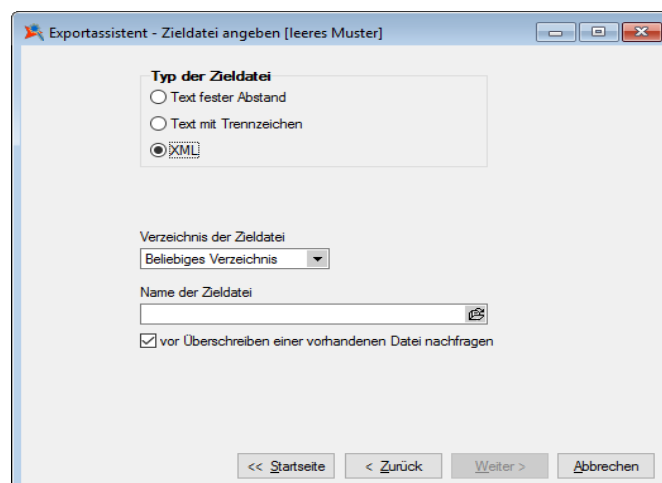 Exportassistent - Zieldatei angeben [leeres Muster]
Typ der Zieldatei
Text fester Abstand
Text mit Trennzeichen
XML
Verzeichnis der Zieldatei
Beliebiges Verzeichnis
Name der Zieldatei
vor Überschreiben einer vorhandenen Datei nachfragen
<< Startseite < Zurück Weiter > Abbrechen